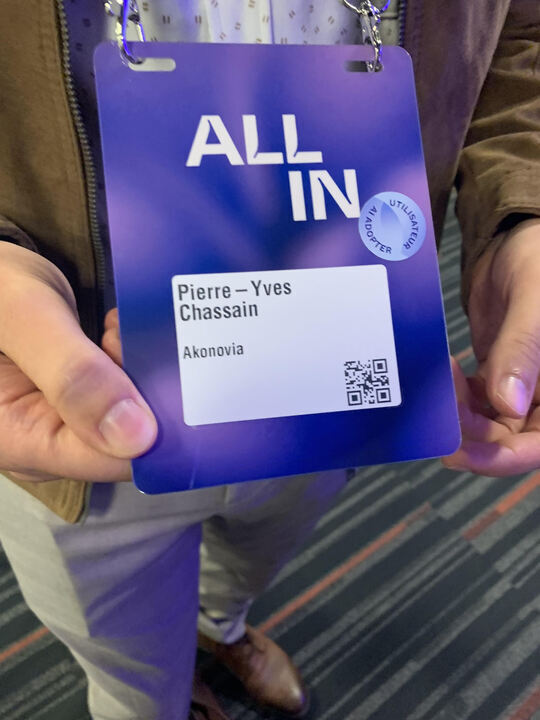 ALL
IN
UTILISATEUR
AI ADOPTER
Pierre – Yves
Chassain
Akonovia